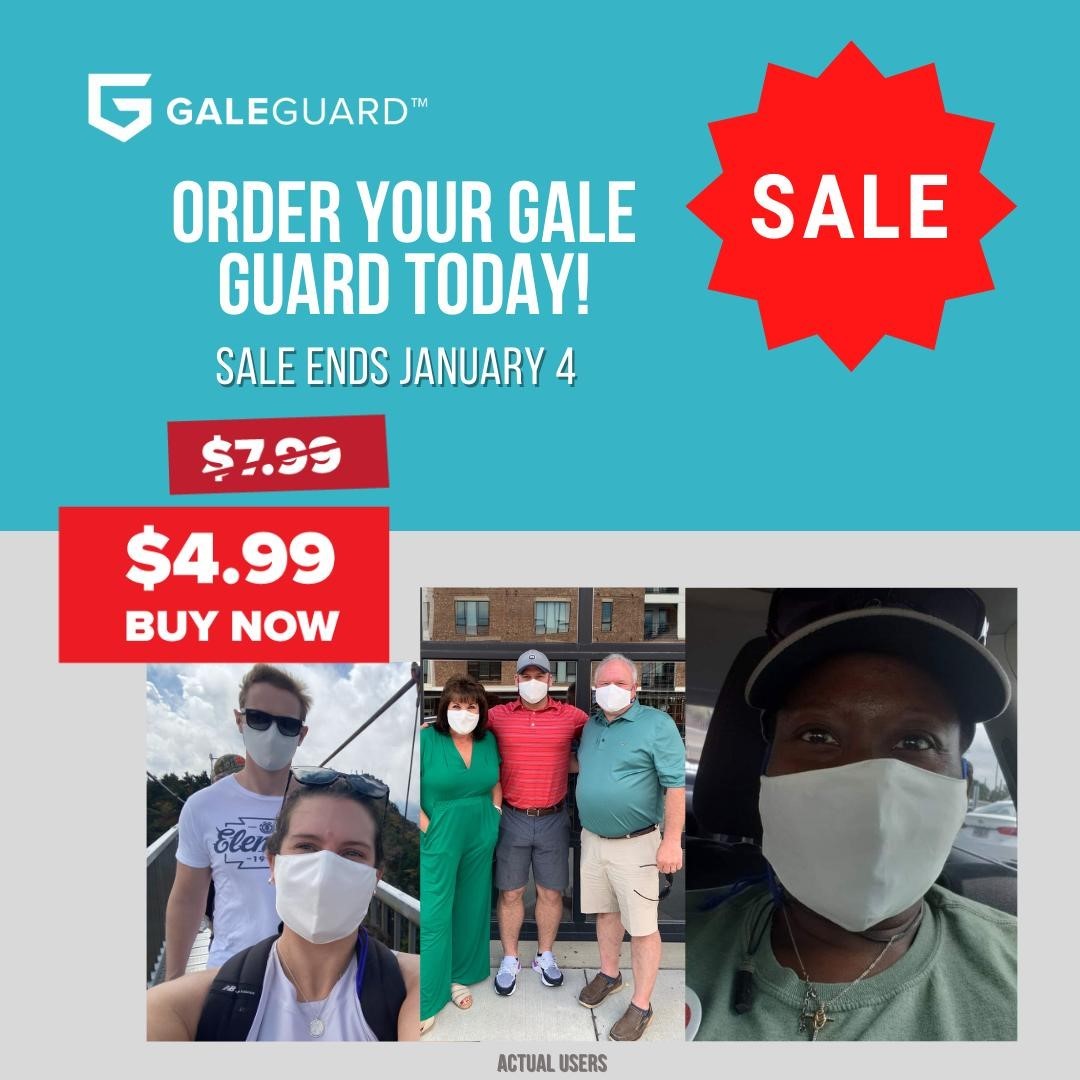 GALEGUARD™
SALE
ORDER YOUR GALE
GUARD TODAY!
SALE ENDS JANUARY 4
$7.99
$4.99
BUY NOW
ACTUAL USERS